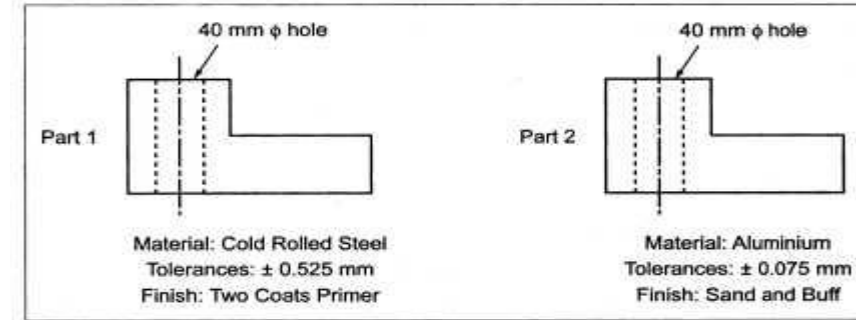 40 mm ϕ hole
40 mm ϕ hole
Part 1
Part 2
Material: Cold Rolled Steel
Tolerances: ± 0.525 mm
Finish: Two Coats Primer
Material: Aluminium
Tolerances: ± 0.075 mm
Finish: Sand and Buff